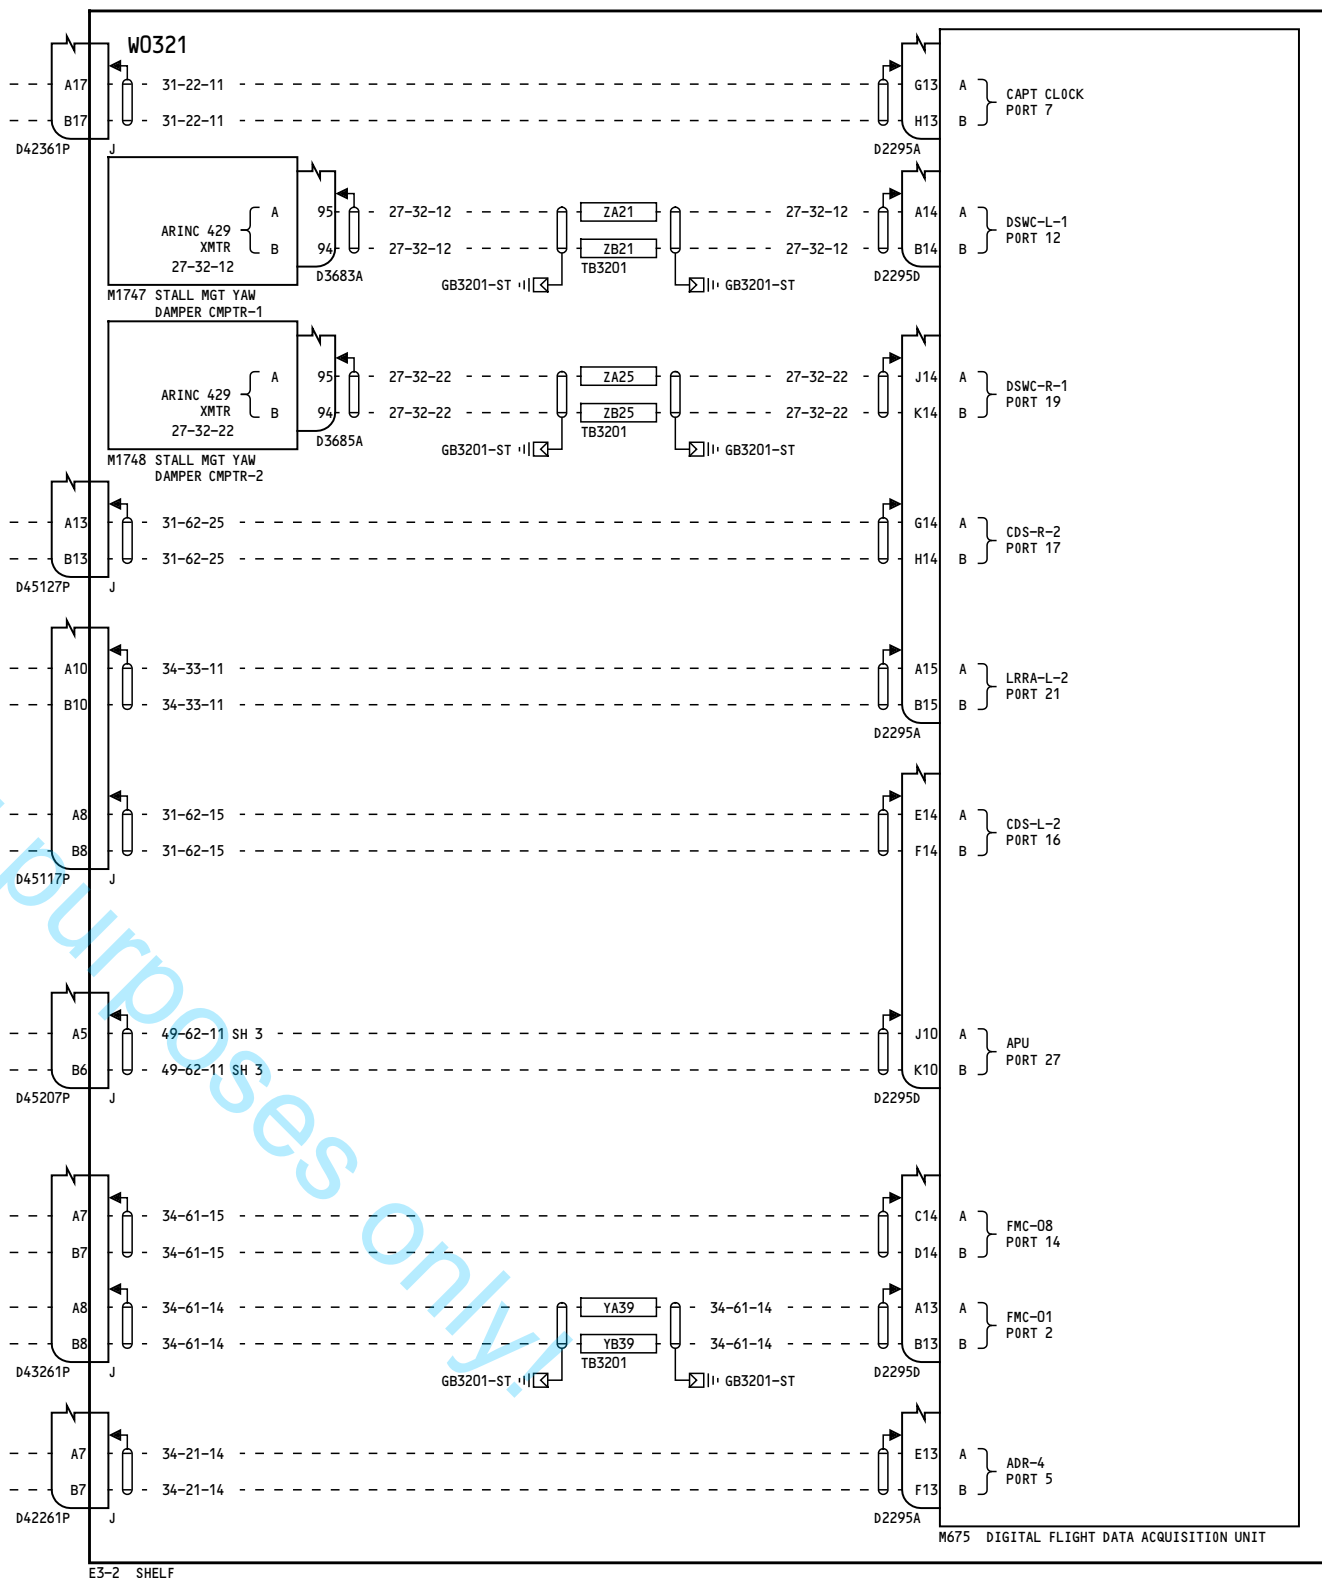 W0321
A17 31-22-11 G13 A CAPT CLOCK
PORT 7
B17 31-22-11 H13 B
D42361P J D2295A
ARINC 429
XMTR
27-32-12
A 95 27-32-12 ZA21 27-32-12 A14 A DSWC-L-1
PORT 12
B 94 27-32-12 ZB21 27-32-12 B14 B
D3683A TB3201 D2295D
GB3201-ST GB3201-ST
M1747 STALL MGT YAW
DAMPER CMPTR-1
ARINC 429
XMTR
27-32-22
A 95 27-32-22 ZA25 27-32-22 J14 A DSWC-R-1
PORT 19
B 94 27-32-22 ZB25 27-32-22 K14 B
D3685A TB3201
GB3201-ST GB3201-ST
M1748 STALL MGT YAW
DAMPER CMPTR-2
A13 31-62-25 G14 A CDS-R-2
PORT 17
B13 31-62-25 H14 B
D45127P J
A10 34-33-11 A15 A LRRA-L-2
PORT 21
B10 34-33-11 B15 B
D2295A
A8 31-62-15 E14 A CDS-L-2
PORT 16
B8 31-62-15 F14 B
D45117P J
A5 49-62-11 SH 3 J10 A APU
PORT 27
B6 49-62-11 SH 3 K10 B
D45207P J D2295D
A7 34-61-15 C14 A FMC-08
PORT 14
B7 34-61-15 D14 B
A8 34-61-14 YA39 34-61-14 A13 A FMC-01
PORT 2
B8 34-61-14 YB39 34-61-14 B13 B
D43261P J TB3201 D2295D
GB3201-ST GB3201-ST
A7 34-21-14 E13 A ADR-4
PORT 5
B7 34-21-14 F13 B
D42261P J D2295A
M675 DIGITAL FLIGHT DATA ACQUISITION UNIT
E3-2 SHELF
purposes only!